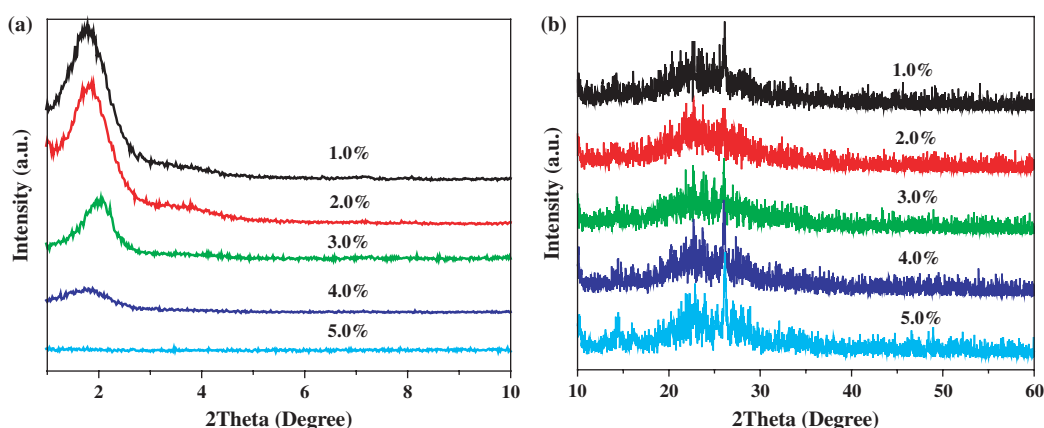 (a)
Intensity (a.u.)
1.0%
2.0%
3.0%
4.0%
5.0%
2 4 6 8 10
2Theta (Degree)
(b)
Intensity (a.u.)
1.0%
2.0%
3.0%
4.0%
5.0%
10 20 30 40 50 60
2Theta (Degree)